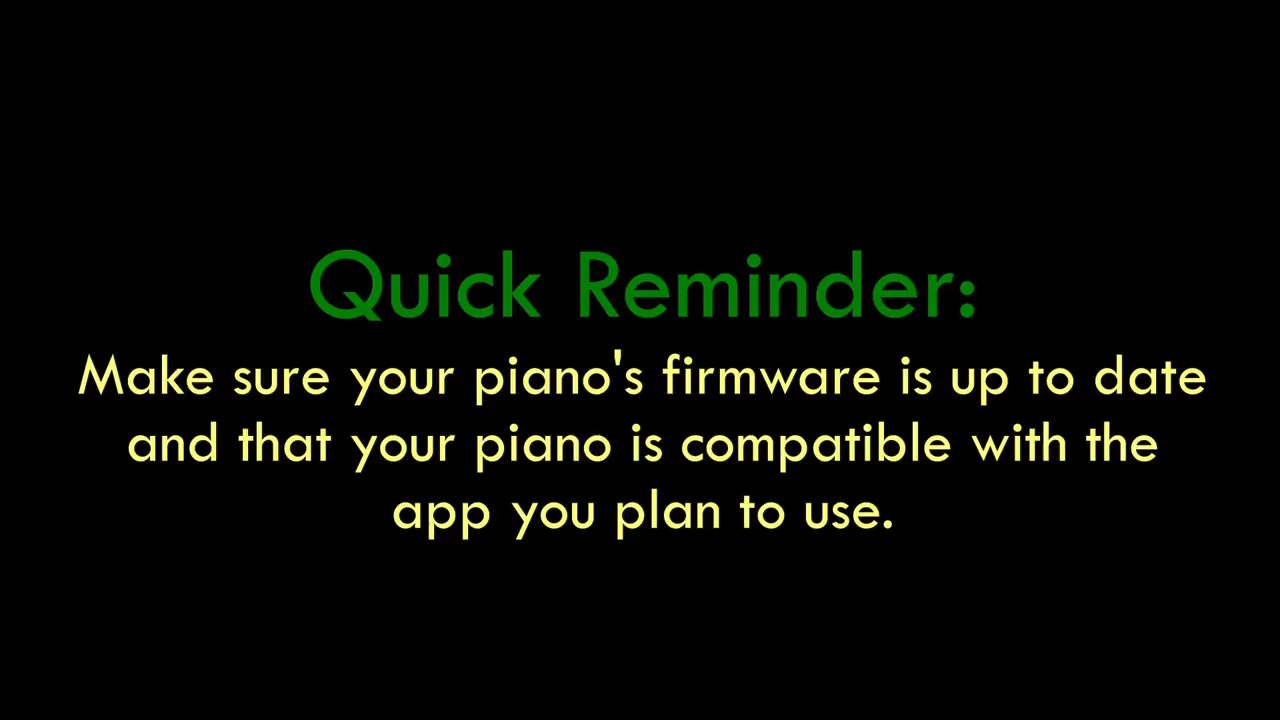 Quick Reminder:
Make sure your piano's firmware is up to date
and that your piano is compatible with the
app you plan to use.